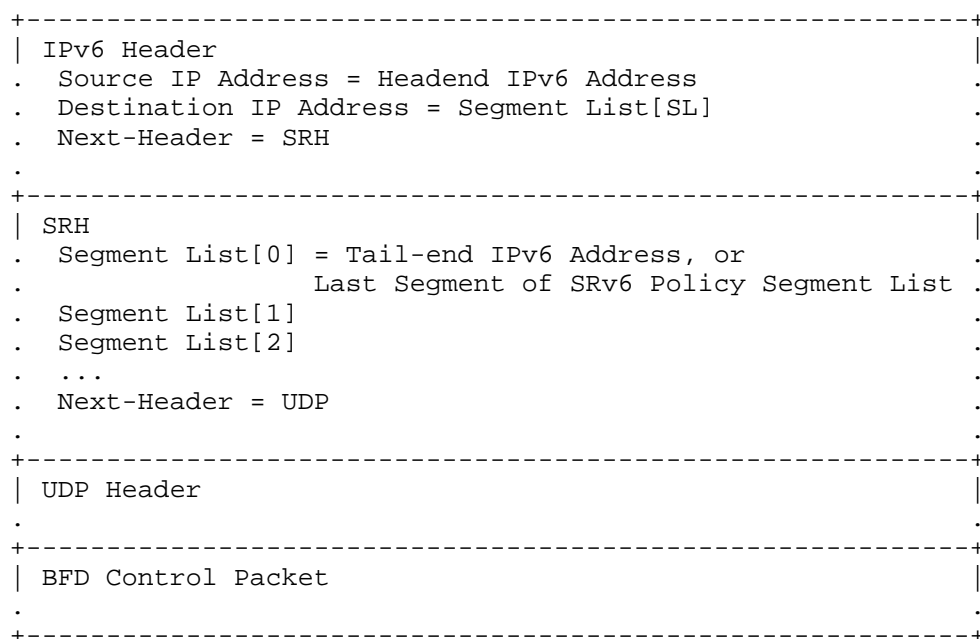 +-----------------------------------------------------------+
| IPv6 Header                                               |
.  Source IP Address = Headend IPv6 Address                 .
.  Destination IP Address = Segment List[SL]                .
.  Next-Header = SRH                                        .
.                                                           .
+-----------------------------------------------------------+
| SRH                                                       |
.  Segment List[0] = Tail-end IPv6 Address, or              .
.                  Last Segment of SRv6 Policy Segment List .
.  Segment List[1]                                          .
.  Segment List[2]                                          .
.  ...                                                      .
.  Next-Header = UDP                                        .
.                                                           .
+-----------------------------------------------------------+
| UDP Header                                                |
.                                                           .
+-----------------------------------------------------------+
| BFD Control Packet                                        |
.                                                           .
+-----------------------------------------------------------+